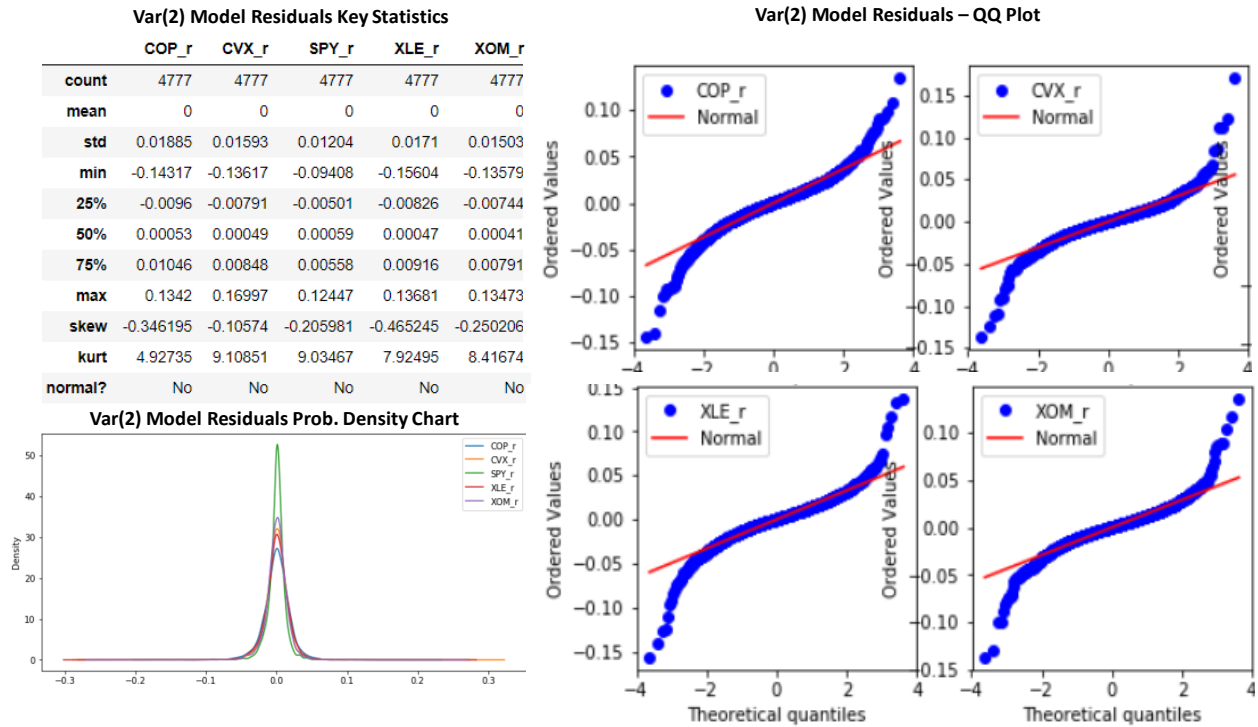 Var(2) Model Residuals Key Statistics
COP_r CVX_r SPY_r XLE_r XOM_r
count 4777 4777 4777 4777 4777
mean 0 0 0 0 0
std 0.01885 0.01593 0.01204 0.0171 0.01503
min -0.14317 -0.13617 -0.09408 -0.15604 -0.13579
25% -0.0096 -0.00791 -0.00501 -0.00826 -0.00744
50% 0.00053 0.00049 0.00059 0.00047 0.00041
75% 0.01046 0.00848 0.00558 0.00916 0.00791
max 0.1342 0.16997 0.12447 0.13681 0.13473
skew -0.346195 -0.10574 -0.205981 -0.465245 -0.250206
kurt 4.92735 9.10851 9.03467 7.92495 8.41674
normal? No No No No No
Var(2) Model Residuals Prob. Density Chart
COP_r
CVX_r
SPY_r
XLE_r
XOM_r
Density
50
40
30
20
10
0
-0.3 -0.2 -0.1 0.0 0.1 0.2 0.3
Var(2) Model Residuals – QQ Plot
COP_r
Normal
Ordered Values
0.10
0.05
0.00
−0.05
−0.10
−0.15
−4 −2 0 2 4
CVX_r
Normal
Ordered Values
0.15
0.10
0.05
0.00
−0.05
−0.10
−0.15
−4 −2 0 2 4
XLE_r
Normal
Ordered Values
0.15
0.10
0.05
0.00
−0.05
−0.10
−0.15
−4 −2 0 2 4
Theoretical quantiles
XOM_r
Normal
Ordered Values
0.10
0.05
0.00
−0.05
−0.10
−0.15
−4 −2 0 2 4
Theoretical quantiles